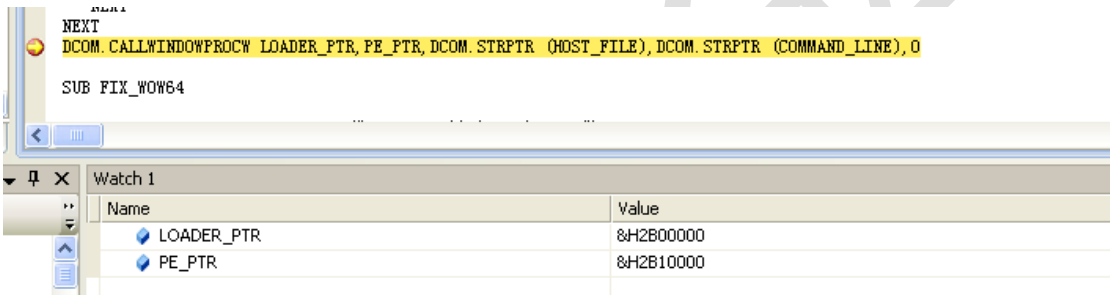 NEXT
NEXT
DCOM.CALLWINDOWPROCW LOADER_PTR,PE_PTR,DCOM.STRPTR (HOST_FILE),DCOM.STRPTR (COMMAND_LINE),0
SUB FIX_WOW64
Watch 1
Name Value
LOADER_PTR &H2B00000
PE_PTR &H2B10000